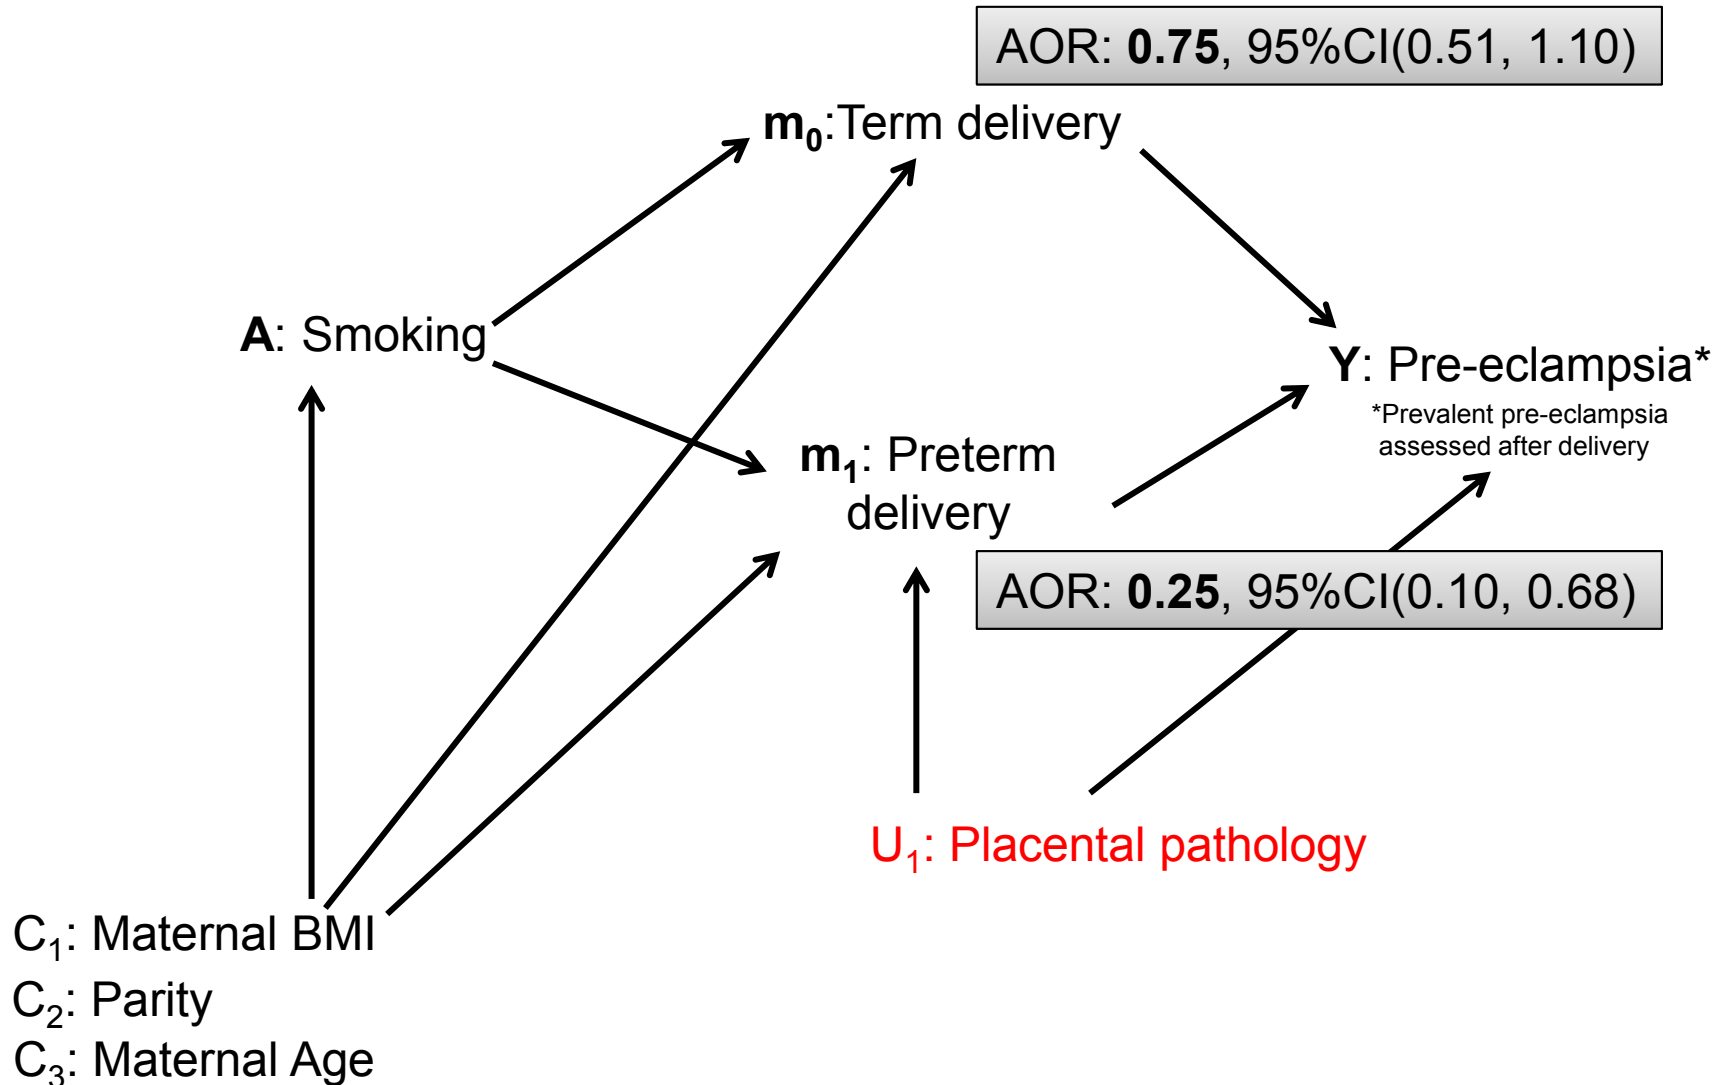 AOR: 0.75, 95%CI(0.51, 1.10)
m₀:Term delivery
A: Smoking
Y: Pre-eclampsia*
*Prevalent pre-eclampsia
assessed after delivery
m₁: Preterm
delivery
AOR: 0.25, 95%CI(0.10, 0.68)
U₁: Placental pathology
C₁: Maternal BMI
C₂: Parity
C₃: Maternal Age